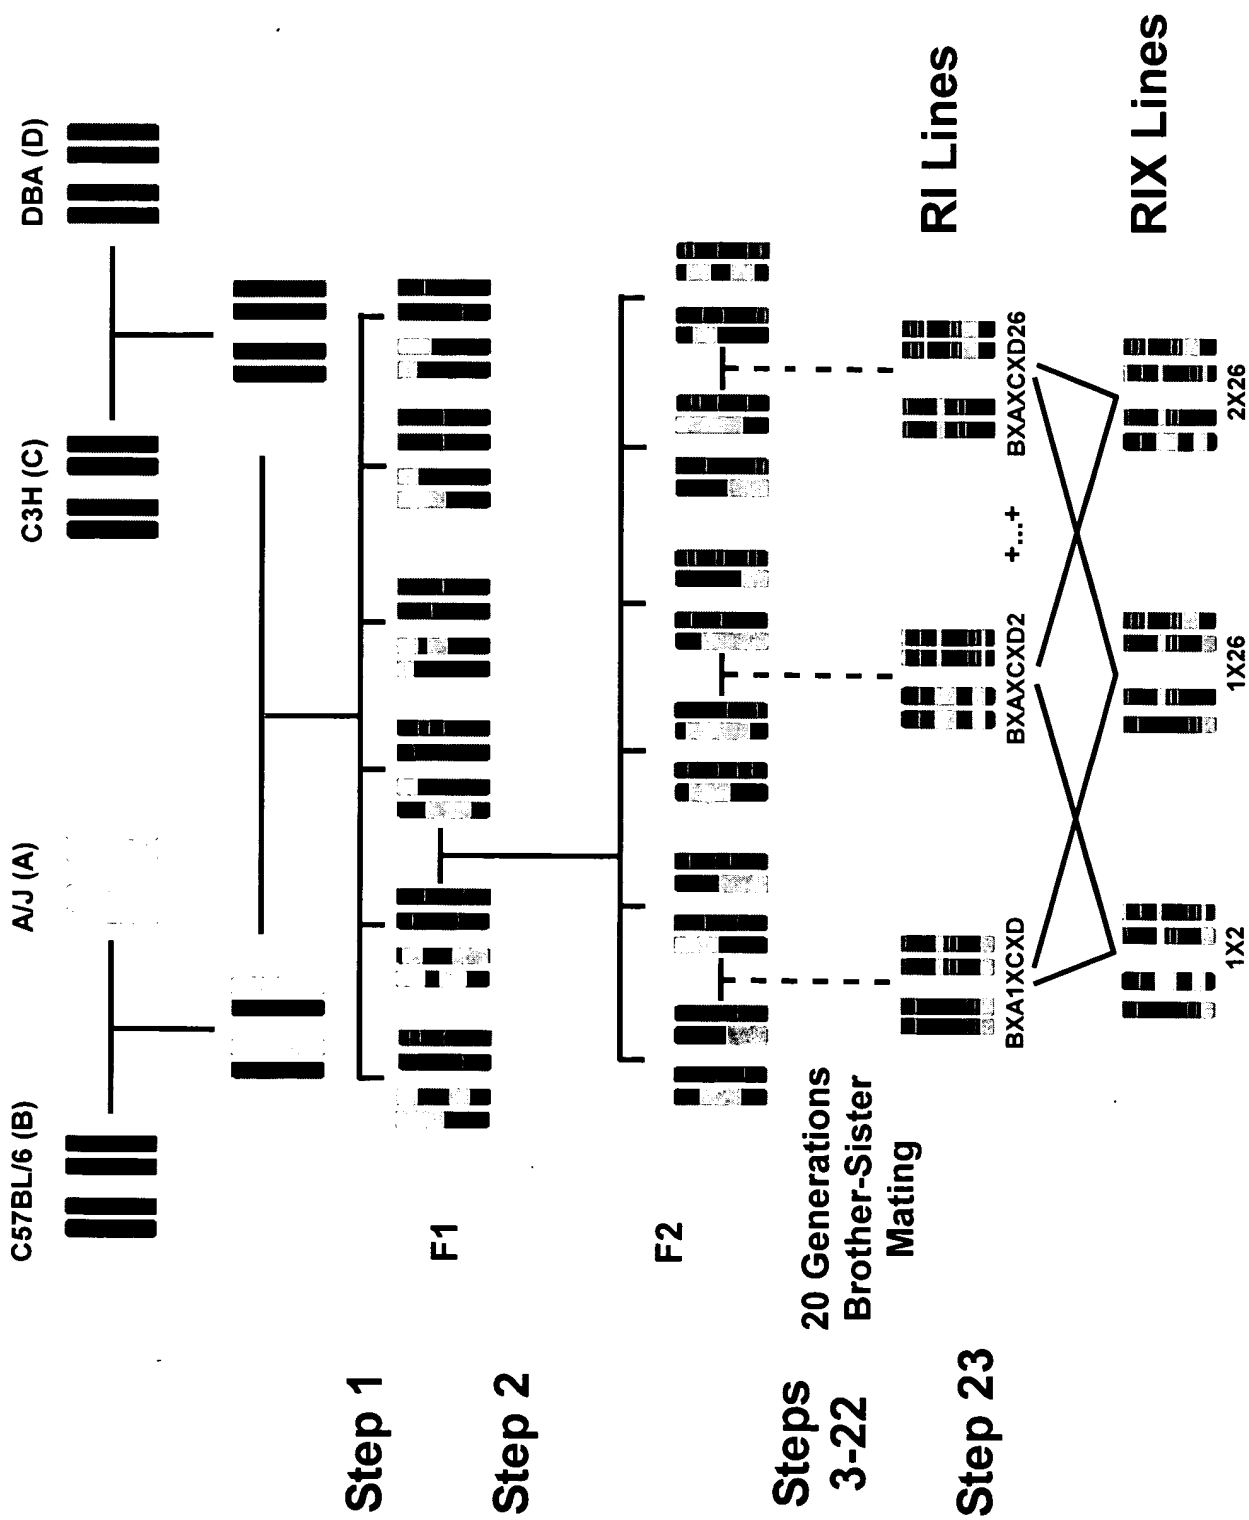 C57BL/6 (B)
A/J (A)
C3H (C)
DBA (D)
Step 1
F1
Step 2
F2
Steps
3-22
20 Generations
Brother-Sister
Mating
Step 23
BXA1XCXD
BXAXCXD2
+...+
BXAXCXD26
RI Lines
1X2
1X26
2X26
RIX Lines